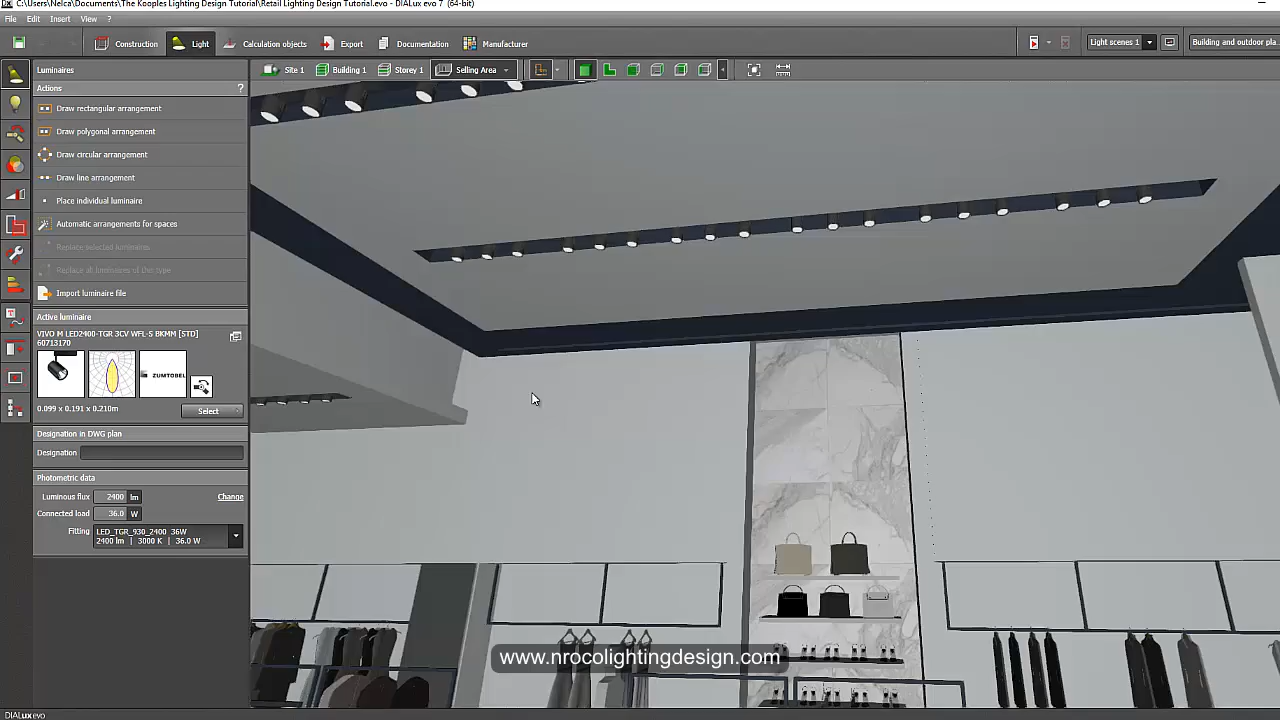 C:\Users\Nelca\Documents\The Kooples Lighting Design Tutorial\Retail Lighting Design Tutorial.evo - DIALux evo 7 (64-bit)
File Edit Insert View ?
Construction Light Calculation objects Export Documentation Manufacturer Light scenes 1 Building and outdoor pla...
Luminaires Site 1 Building 1 Storey 1 Selling Area
Actions ?
Draw rectangular arrangement
Draw polygonal arrangement
Draw circular arrangement
Draw line arrangement
Place individual luminaire
Automatic arrangements for spaces
Replace selected luminaires
Replace all luminaires of this type
Import luminaire file
Active luminaire
VIVO M LED2400-TGR 3CV WFL-S BKMM [STD]
60713170
ZUMTOBEL
0.099 x 0.191 x 0.210m Select
Designation in DWG plan
Designation
Photometric data
Luminous flux 2400 lm Change
Connected load 36.0 W
Fitting LED_TGR_930_2400 36W
2400 lm | 3000 K | 36.0 W
www.nrocolightingdesign.com
DIALux evo